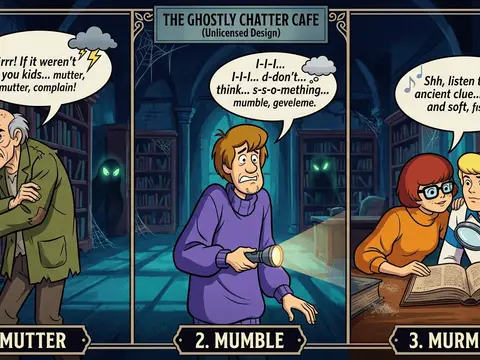 THE GHOSTLY CHATTER CAFE
(Unlicensed Design)
rrr! If it weren't
you kids... mutter,
mutter, complain!
MUTTER
I-I-I...
I-I-I... d-don't...
think... s-s-o-mething...
mumble, geveleme.
2. MUMBLE
Shh, listen t
ancient clue...
and soft, fis
3. MURM